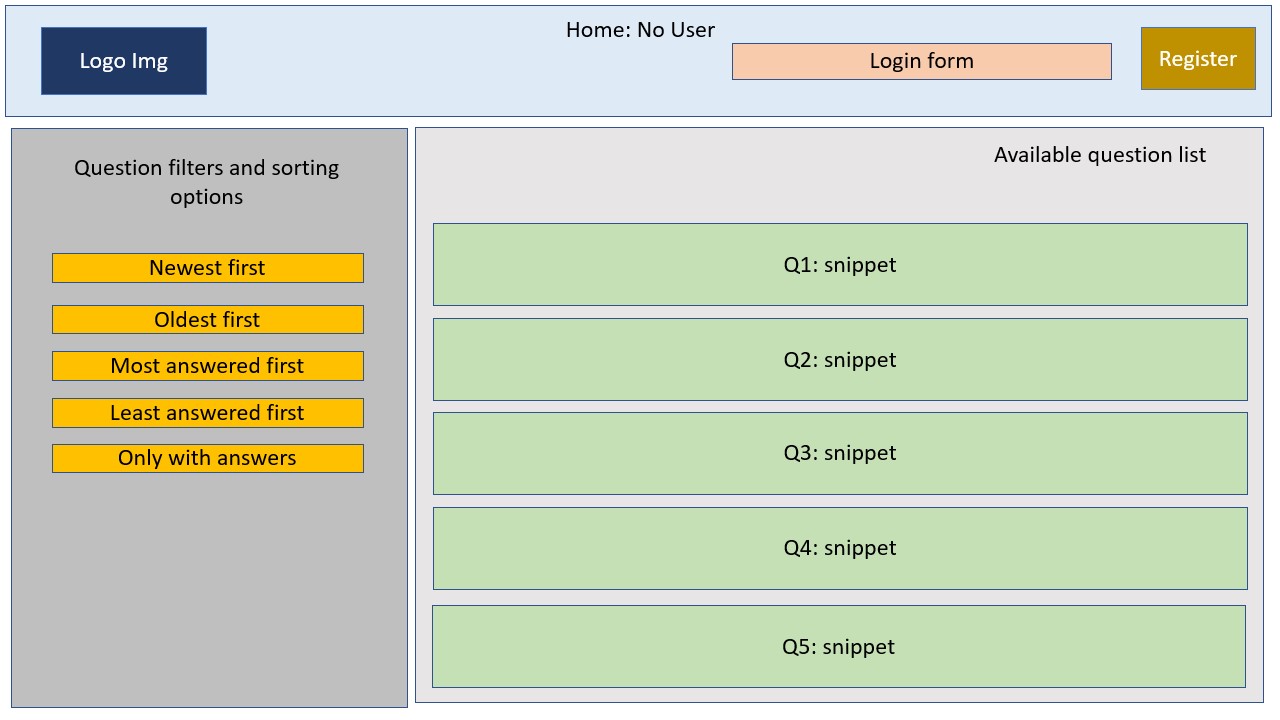 Home: No User
Logo Img
Login form
Register
Question filters and sorting
options
Newest first
Oldest first
Most answered first
Least answered first
Only with answers
Available question list
Q1: snippet
Q2: snippet
Q3: snippet
Q4: snippet
Q5: snippet